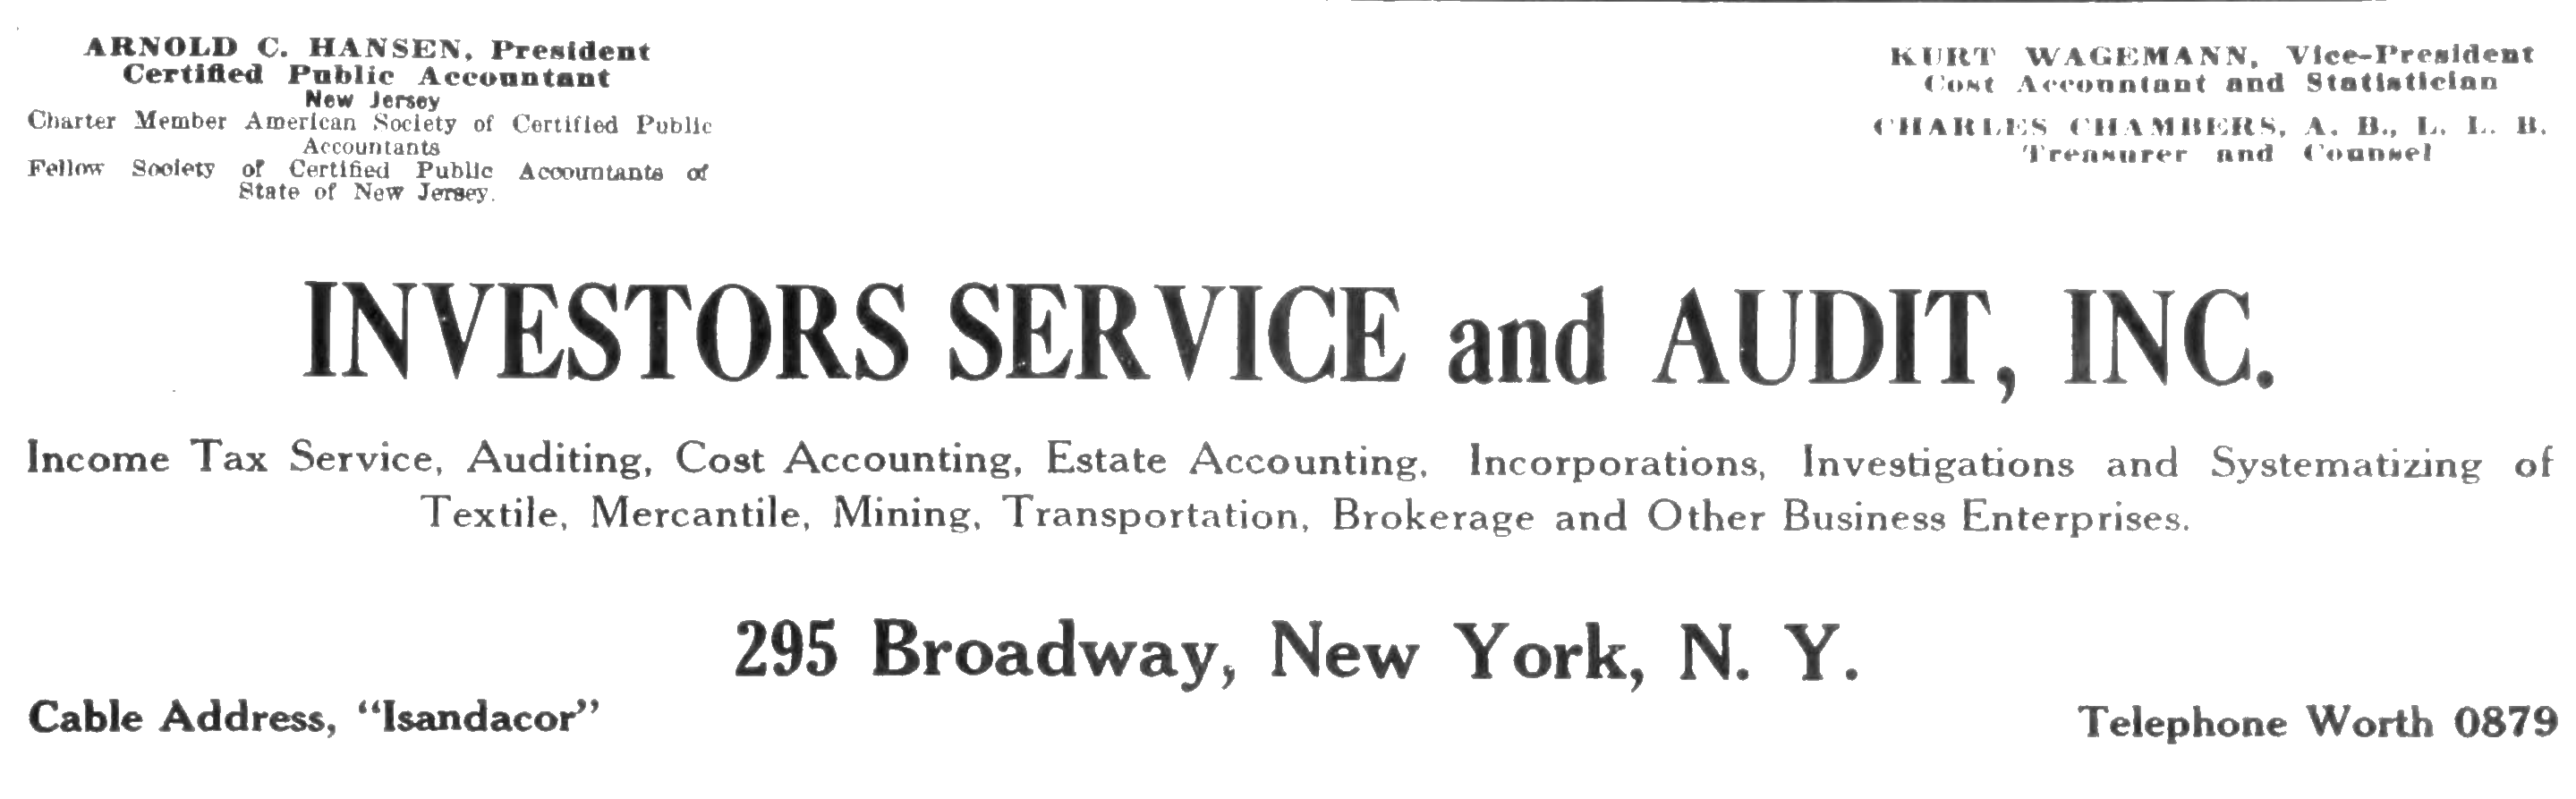 ARNOLD C. HANSEN, President
Certified Public Accountant
New Jersey
Charter Member American Society of Certified Public
Accountants
Fellow Society of Certified Public Accountants of
State of New Jersey.
KURT WAGEMANN, Vice-President
Cost Accountant and Statistician
CHARLES CHAMBERS, A. B., L. L. B.
Treasurer and Counsel
INVESTORS SERVICE and AUDIT, INC.
Income Tax Service, Auditing, Cost Accounting, Estate Accounting, Incorporations, Investigations and Systematizing of
Textile, Mercantile, Mining, Transportation, Brokerage and Other Business Enterprises.
295 Broadway, New York, N. Y.
Cable Address, "Isandacor"
Telephone Worth 0879